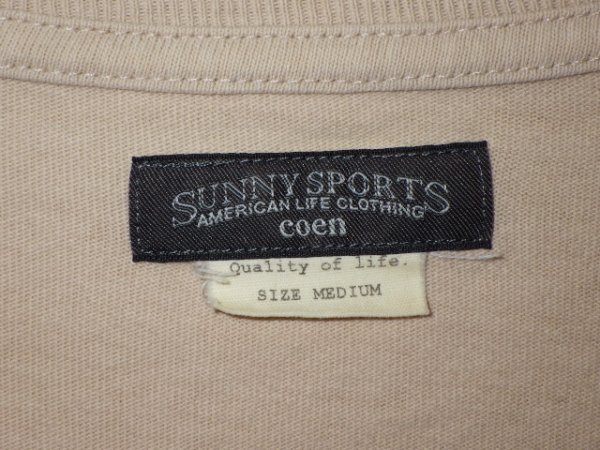 SUNNY SPORTS
AMERICAN LIFE CLOTHING
coen
Quality of life.
SIZE MEDIUM